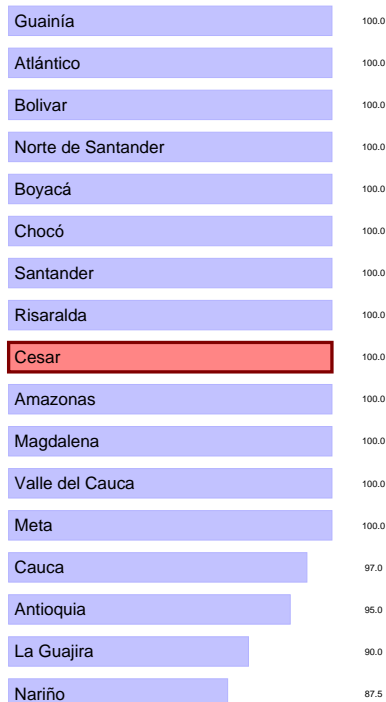 Guainía 100.0
Atlántico 100.0
Bolivar 100.0
Norte de Santander 100.0
Boyacá 100.0
Chocó 100.0
Santander 100.0
Risaralda 100.0
Cesar 100.0
Amazonas 100.0
Magdalena 100.0
Valle del Cauca 100.0
Meta 100.0
Cauca 97.0
Antioquia 95.0
La Guajira 90.0
Nariño 87.5